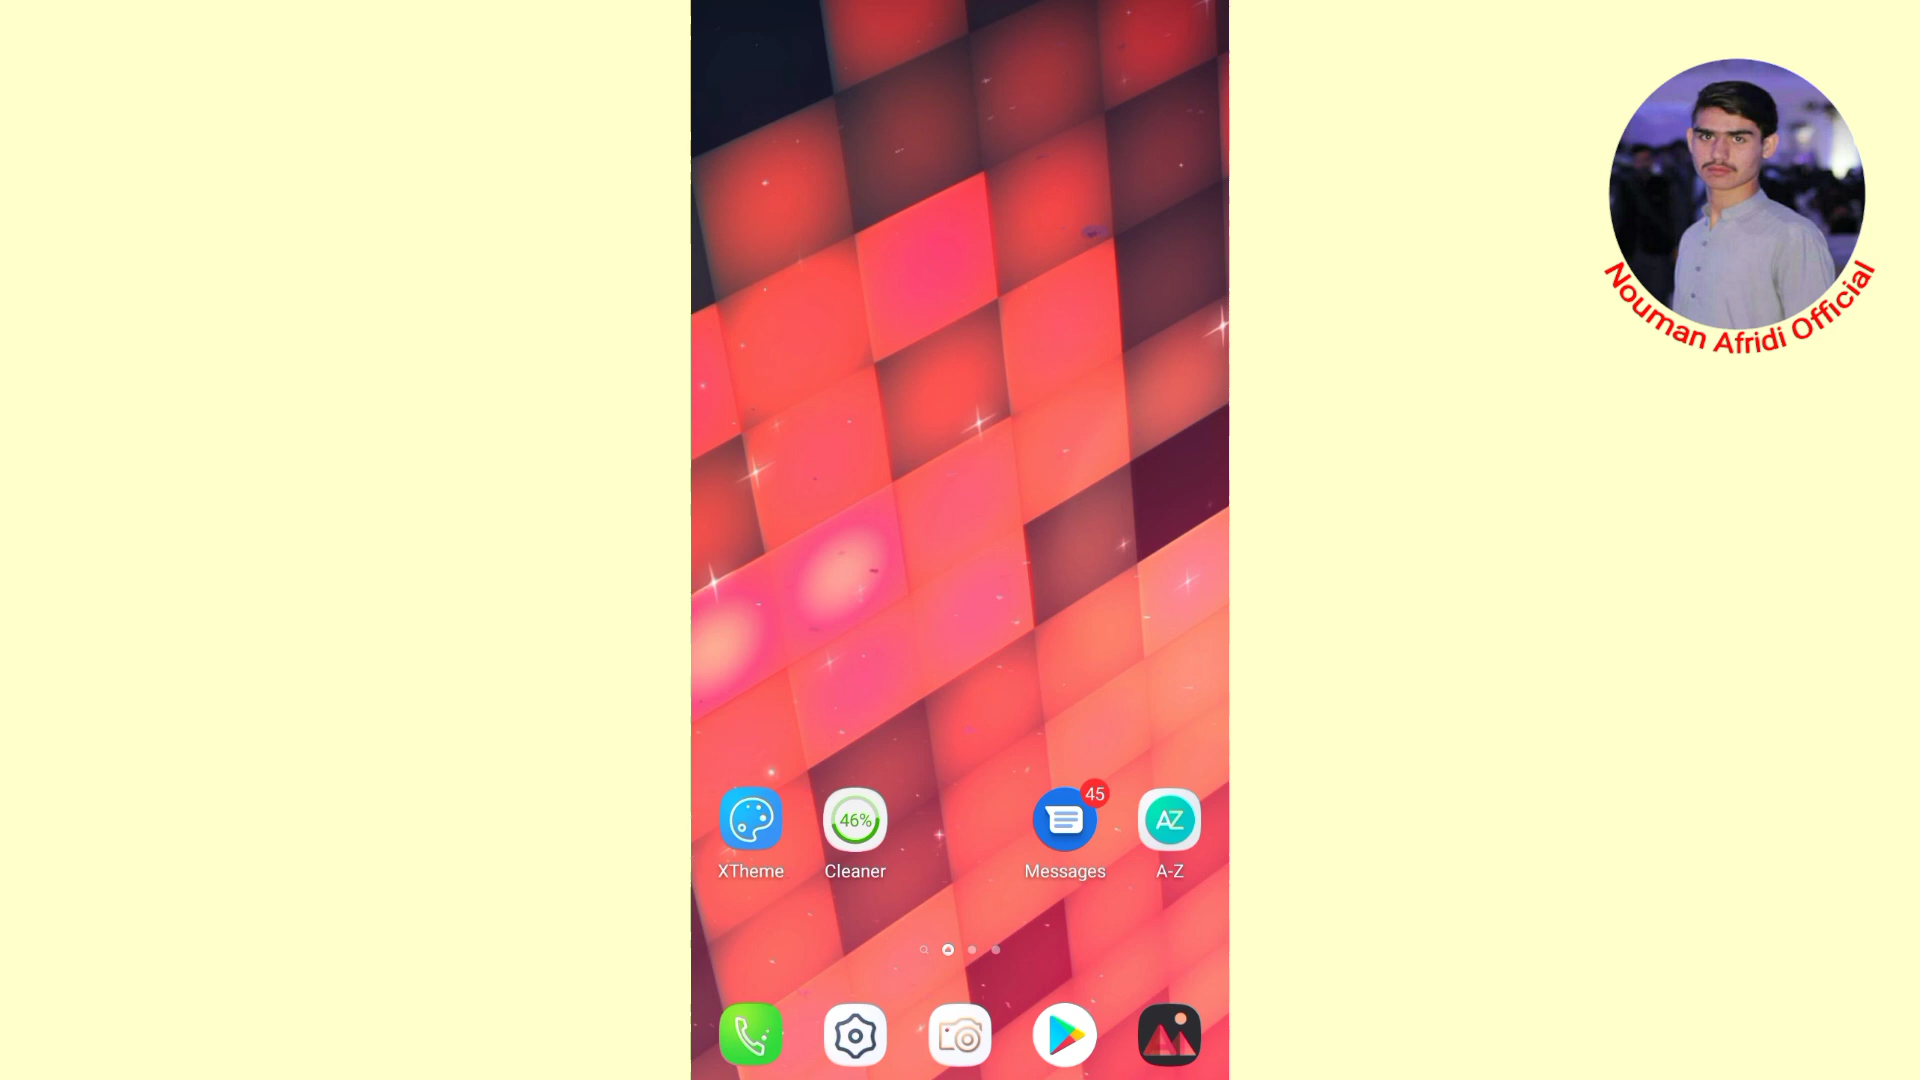 Nouman Afridi Official
46%
45
AZ
XTheme
Cleaner
Messages
A-Z